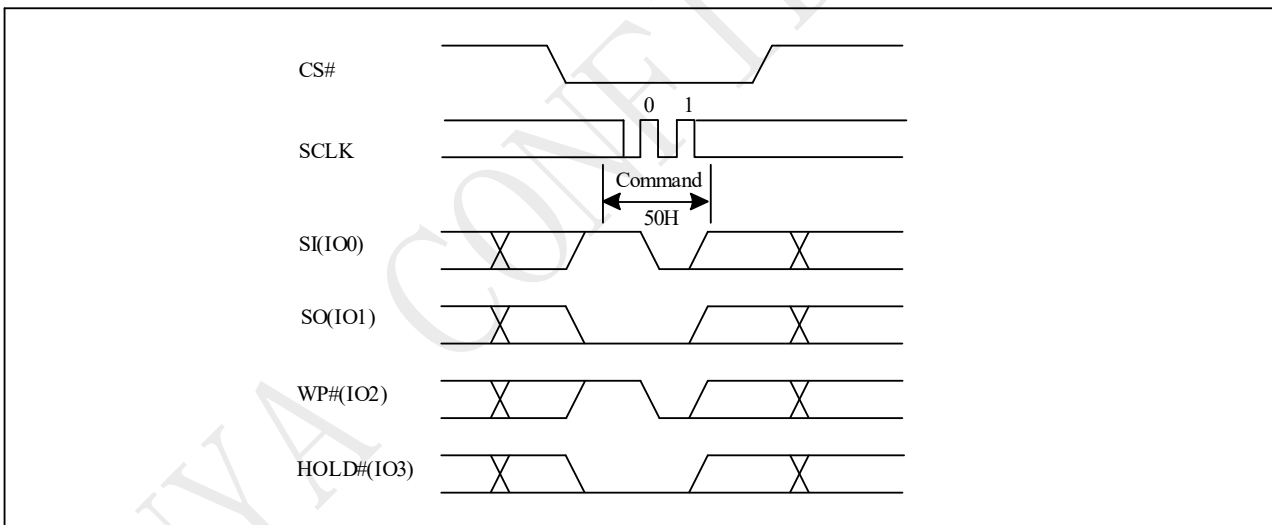 CS#
0 1
SCLK
Command
50H
SI(IO0)
SO(IO1)
WP#(IO2)
HOLD#(IO3)